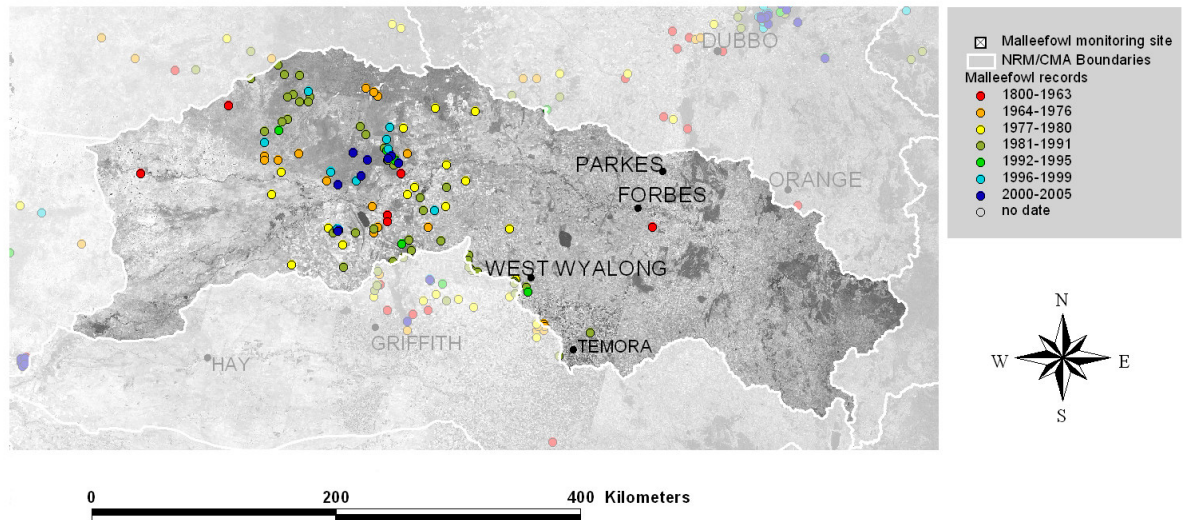 DUBBO
PARKES
ORANGE
FORBES
WEST WYALONG
GRIFFITH
TEMORA
HAY
Malleefowl monitoring site
NRM/CMA Boundaries
Malleefowl records
1800-1963
1964-1976
1977-1980
1981-1991
1992-1995
1996-1999
2000-2005
no date
N
W E
S
0 200 400 Kilometers